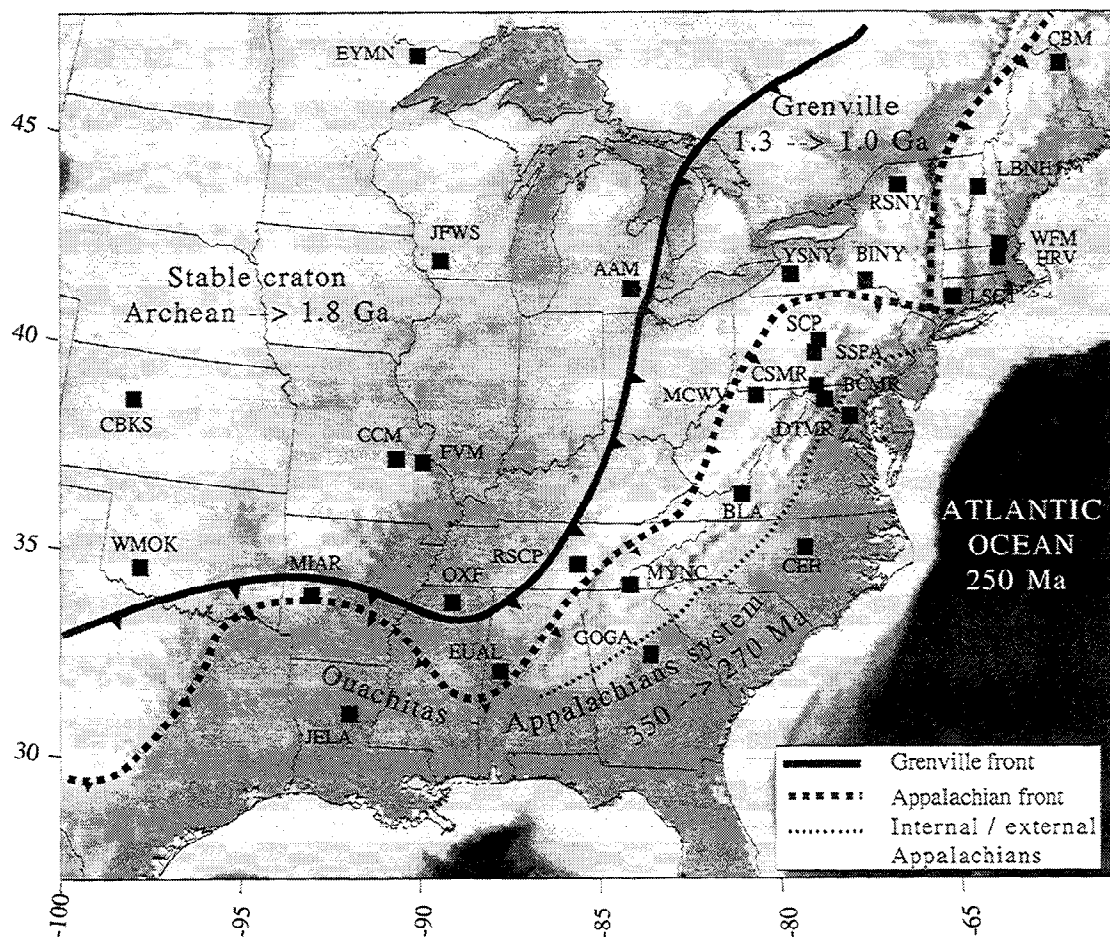 EYMN
CBM
45
Grenville
1.3 --> 1.0 Ga
LBNH
RSNY
JFWS
WFM
HRV
YSNY
BINY
Stable craton
Archean --> 1.8 Ga
AAM
LSCT
40
SCP
SSPA
CSMR
BCMR
MCWV
CBKS
DTMR
CCM
FVM
BLA
ATLANTIC
OCEAN
250 Ma
35
WMOK
MIAR
RSCP
OXF
MYNC
CEH
GOGA
EUAL
Ouachitas
Appalachians system
350 --> 270 Ma
JELA
30
Grenville front
Appalachian front
Internal / external
Appalachians
-100
-95
-90
-85
-80
-65